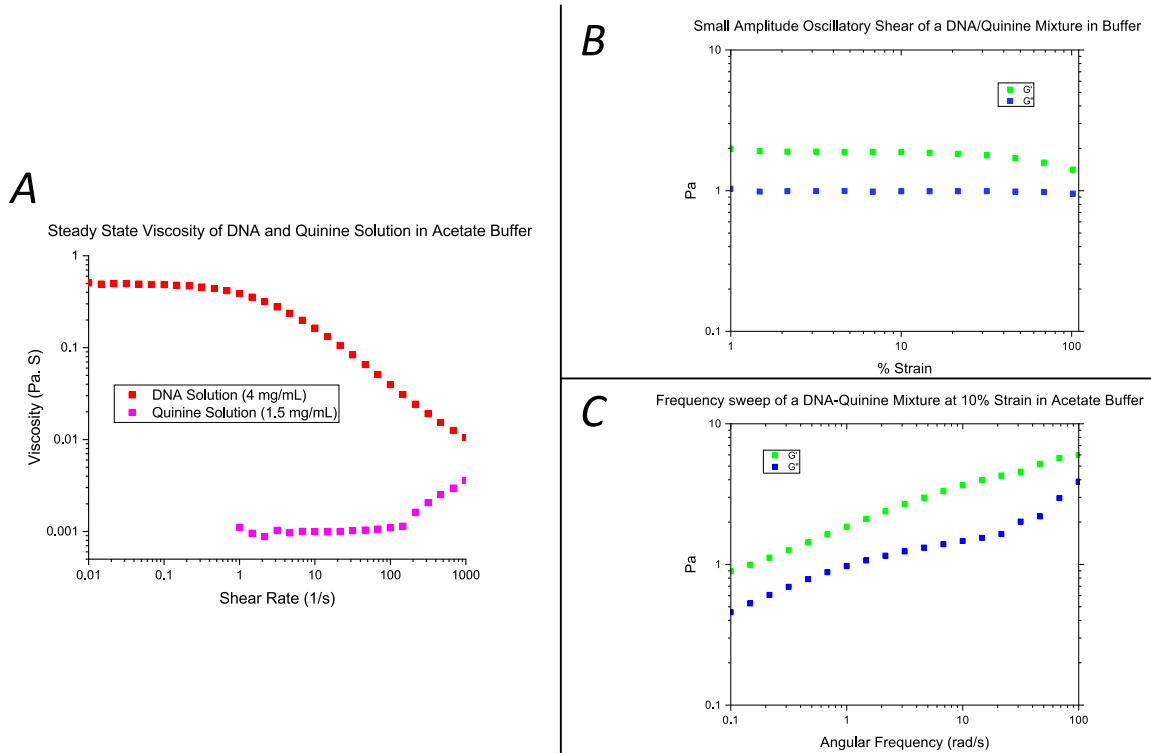 A
Steady State Viscosity of DNA and Quinine Solution in Acetate Buffer
1
0.1
0.01
0.001
Viscosity (Pa. S)
DNA Solution (4 mg/mL)
Quinine Solution (1.5 mg/mL)
0.01 0.1 1 10 100 1000
Shear Rate (1/s)
B
Small Amplitude Oscillatory Shear of a DNA/Quinine Mixture in Buffer
10
1
0.1
Pa
G'
G"
1 10 100
% Strain
C
Frequency sweep of a DNA-Quinine Mixture at 10% Strain in Acetate Buffer
10
1
0.1
Pa
G'
G"
0.1 1 10 100
Angular Frequency (rad/s)